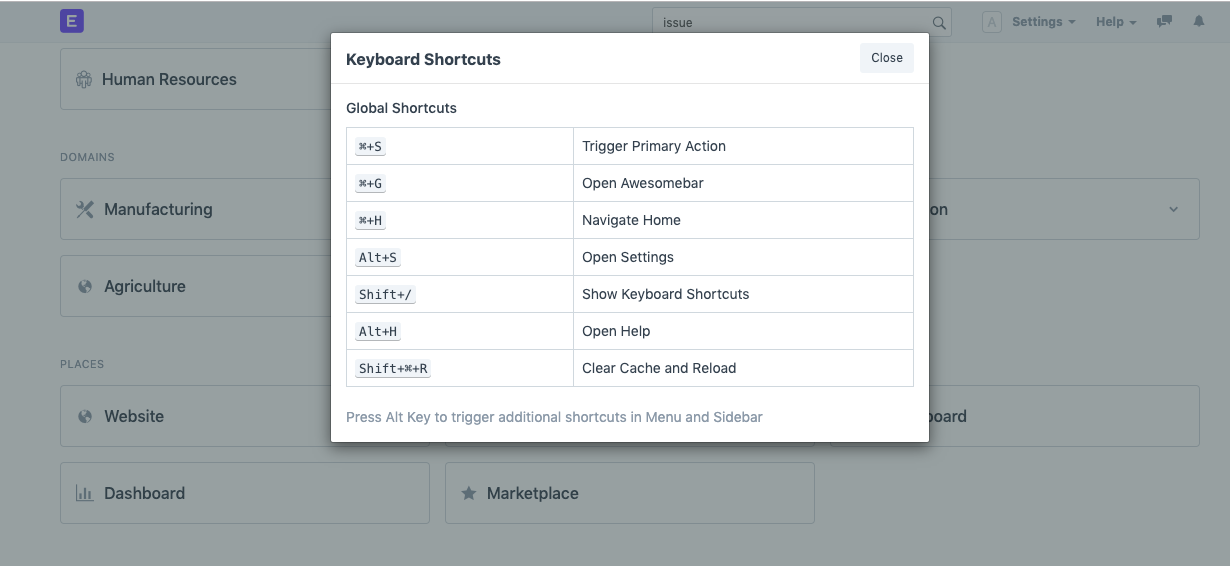 E
issue
A
Settings
Help
Keyboard Shortcuts
Close
Human Resources
Global Shortcuts
⌘+S Trigger Primary Action
⌘+G Open Awesomebar
⌘+H Navigate Home
Alt+S Open Settings
Shift+/ Show Keyboard Shortcuts
Alt+H Open Help
Shift+⌘+R Clear Cache and Reload
Press Alt Key to trigger additional shortcuts in Menu and Sidebar
DOMAINS
Manufacturing
on
Agriculture
PLACES
Website
board
Dashboard
Marketplace